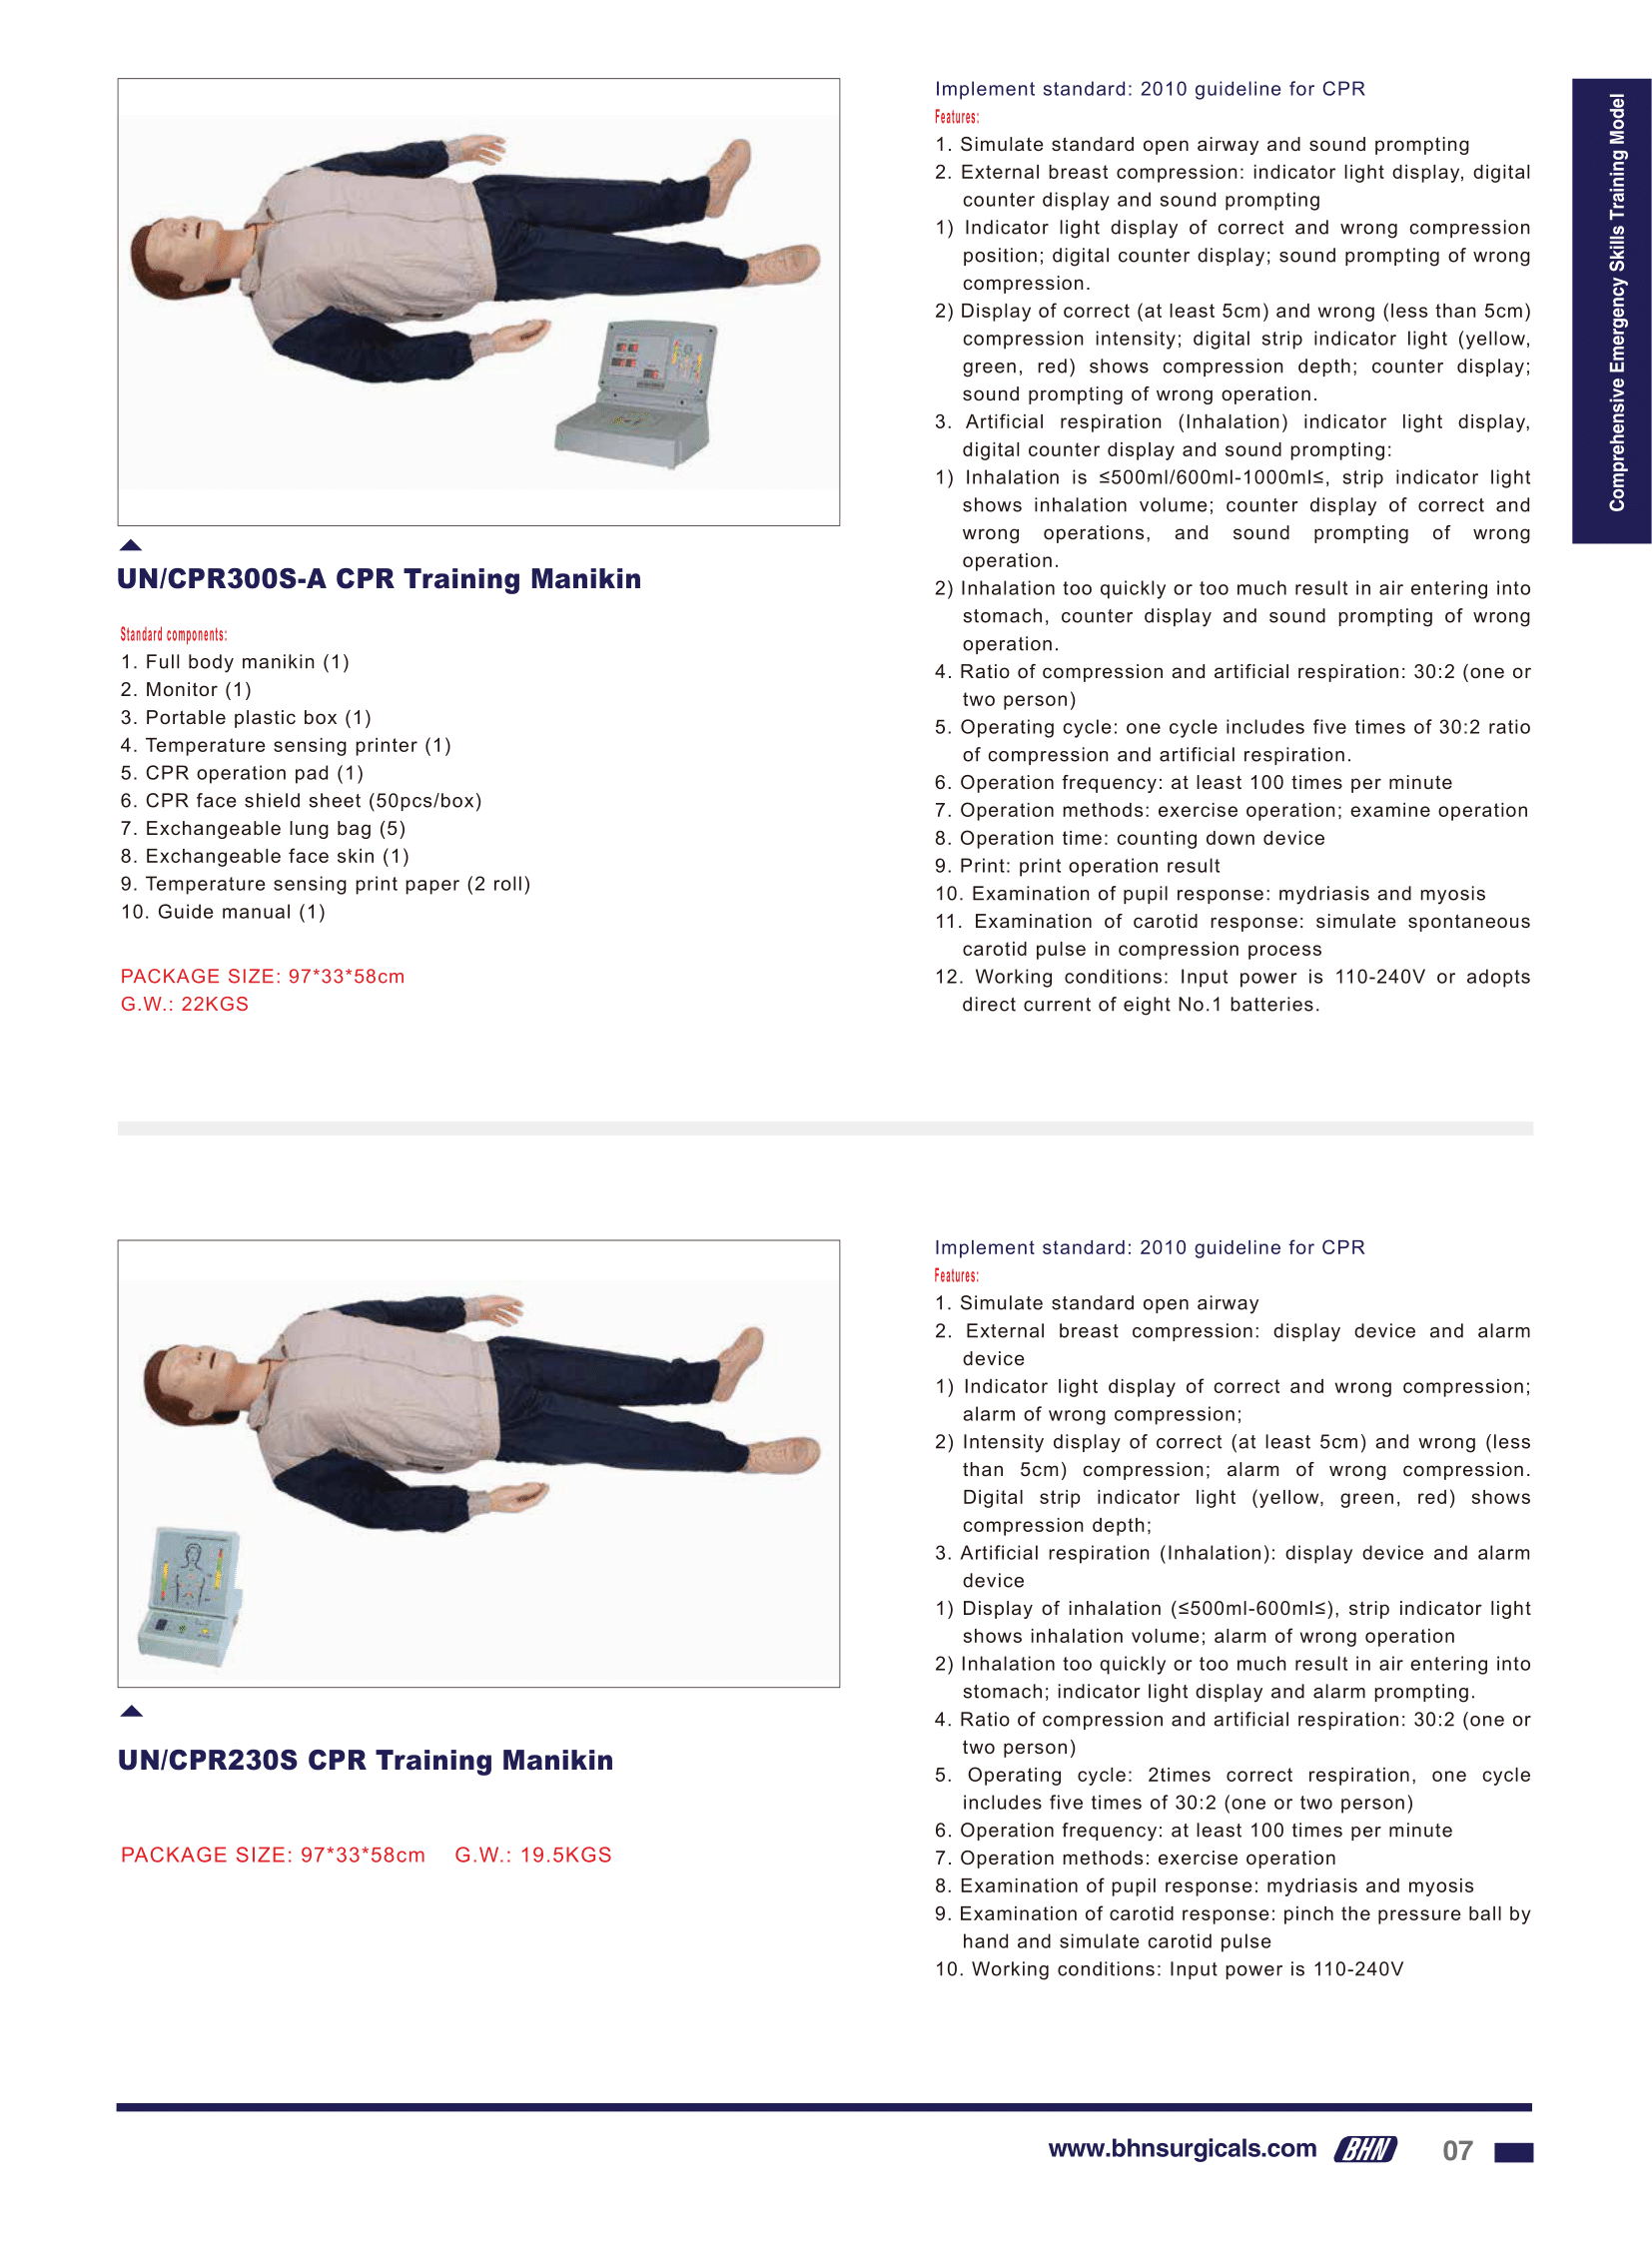 Implement standard: 2010 guideline for CPR
Features:
1. Simulate standard open airway and sound prompting
2. External breast compression: indicator light display, digital
counter display and sound prompting
1) Indicator light display of correct and wrong compression
position; digital counter display; sound prompting of wrong
compression.
2) Display of correct (at least 5cm) and wrong (less than 5cm)
compression intensity; digital strip indicator light (yellow,
green, red) shows compression depth; counter display;
sound prompting of wrong operation.
3. Artificial respiration (Inhalation) indicator light display,
digital counter display and sound prompting:
1) Inhalation is ≤500ml/600ml-1000ml≤, strip indicator light
shows inhalation volume; counter display of correct and
wrong operations, and sound prompting of wrong
operation.
2) Inhalation too quickly or too much result in air entering into
stomach, counter display and sound prompting of wrong
operation.
4. Ratio of compression and artificial respiration: 30:2 (one or
two person)
5. Operating cycle: one cycle includes five times of 30:2 ratio
of compression and artificial respiration.
6. Operation frequency: at least 100 times per minute
7. Operation methods: exercise operation; examine operation
8. Operation time: counting down device
9. Print: print operation result
10. Examination of pupil response: mydriasis and myosis
11. Examination of carotid response: simulate spontaneous
carotid pulse in compression process
12. Working conditions: Input power is 110-240V or adopts
direct current of eight No.1 batteries.
Comprehensive Emergency Skills Training Model
UN/CPR300S-A CPR Training Manikin
Standard components:
1. Full body manikin (1)
2. Monitor (1)
3. Portable plastic box (1)
4. Temperature sensing printer (1)
5. CPR operation pad (1)
6. CPR face shield sheet (50pcs/box)
7. Exchangeable lung bag (5)
8. Exchangeable face skin (1)
9. Temperature sensing print paper (2 roll)
10. Guide manual (1)
PACKAGE SIZE: 97*33*58cm
G.W.: 22KGS
Implement standard: 2010 guideline for CPR
Features:
1. Simulate standard open airway
2. External breast compression: display device and alarm
device
1) Indicator light display of correct and wrong compression;
alarm of wrong compression;
2) Intensity display of correct (at least 5cm) and wrong (less
than 5cm) compression; alarm of wrong compression.
Digital strip indicator light (yellow, green, red) shows
compression depth;
3. Artificial respiration (Inhalation): display device and alarm
device
1) Display of inhalation (≤500ml-600ml≤), strip indicator light
shows inhalation volume; alarm of wrong operation
2) Inhalation too quickly or too much result in air entering into
stomach; indicator light display and alarm prompting.
4. Ratio of compression and artificial respiration: 30:2 (one or
two person)
5. Operating cycle: 2times correct respiration, one cycle
includes five times of 30:2 (one or two person)
6. Operation frequency: at least 100 times per minute
7. Operation methods: exercise operation
8. Examination of pupil response: mydriasis and myosis
9. Examination of carotid response: pinch the pressure ball by
hand and simulate carotid pulse
10. Working conditions: Input power is 110-240V
UN/CPR230S CPR Training Manikin
PACKAGE SIZE: 97*33*58cm G.W.: 19.5KGS
www.bhnsurgicals.com BHN 07